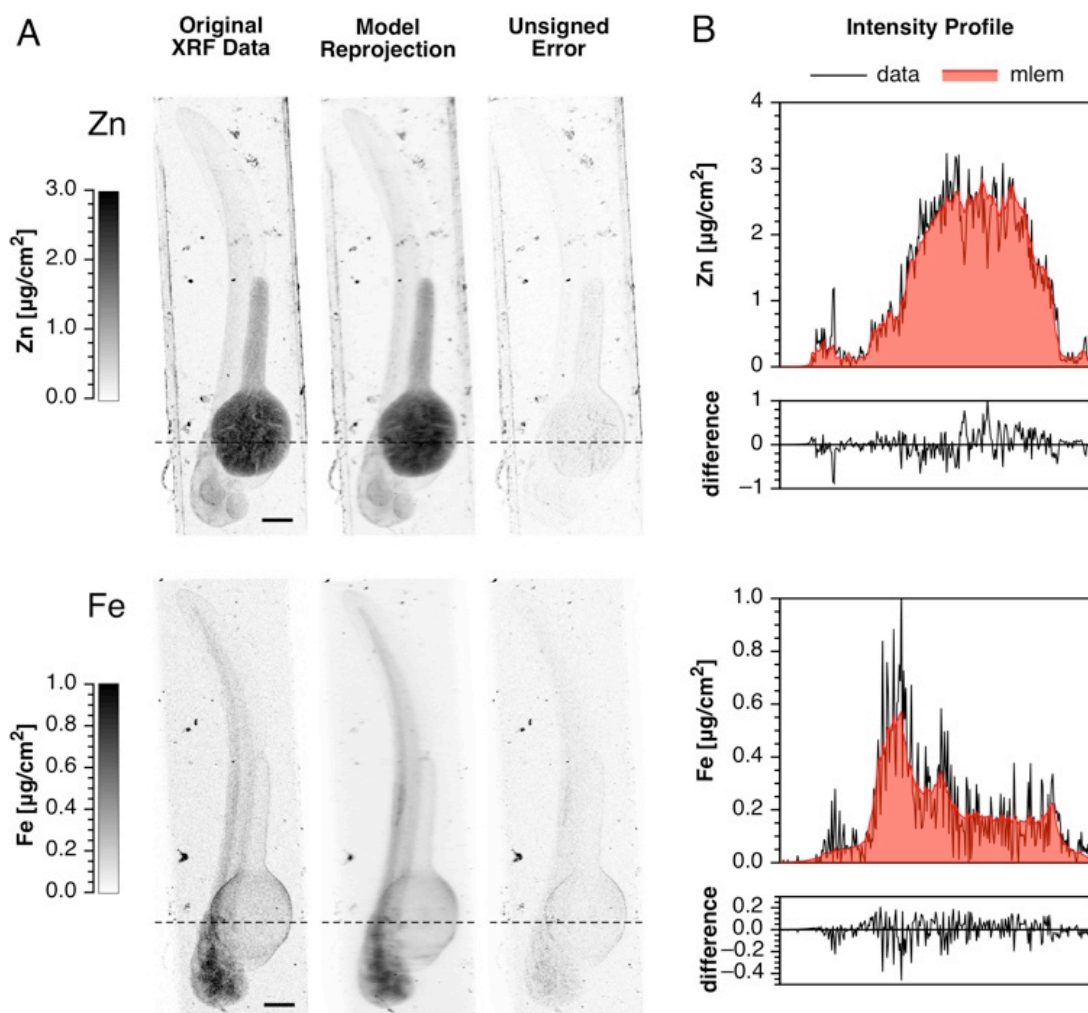 A
Original
XRF Data
Model
Reprojection
Unsigned
Error
Zn
Zn [µg/cm²]
3.0
2.0
1.0
0.0
Fe
Fe [µg/cm²]
1.0
0.8
0.6
0.4
0.2
0.0
B
Intensity Profile
data
mlem
Zn [µg/cm²]
4
3
2
1
0
difference
1
0
−1
Fe [µg/cm²]
1.0
0.8
0.6
0.4
0.2
0.0
difference
0.2
0.0
−0.2
−0.4